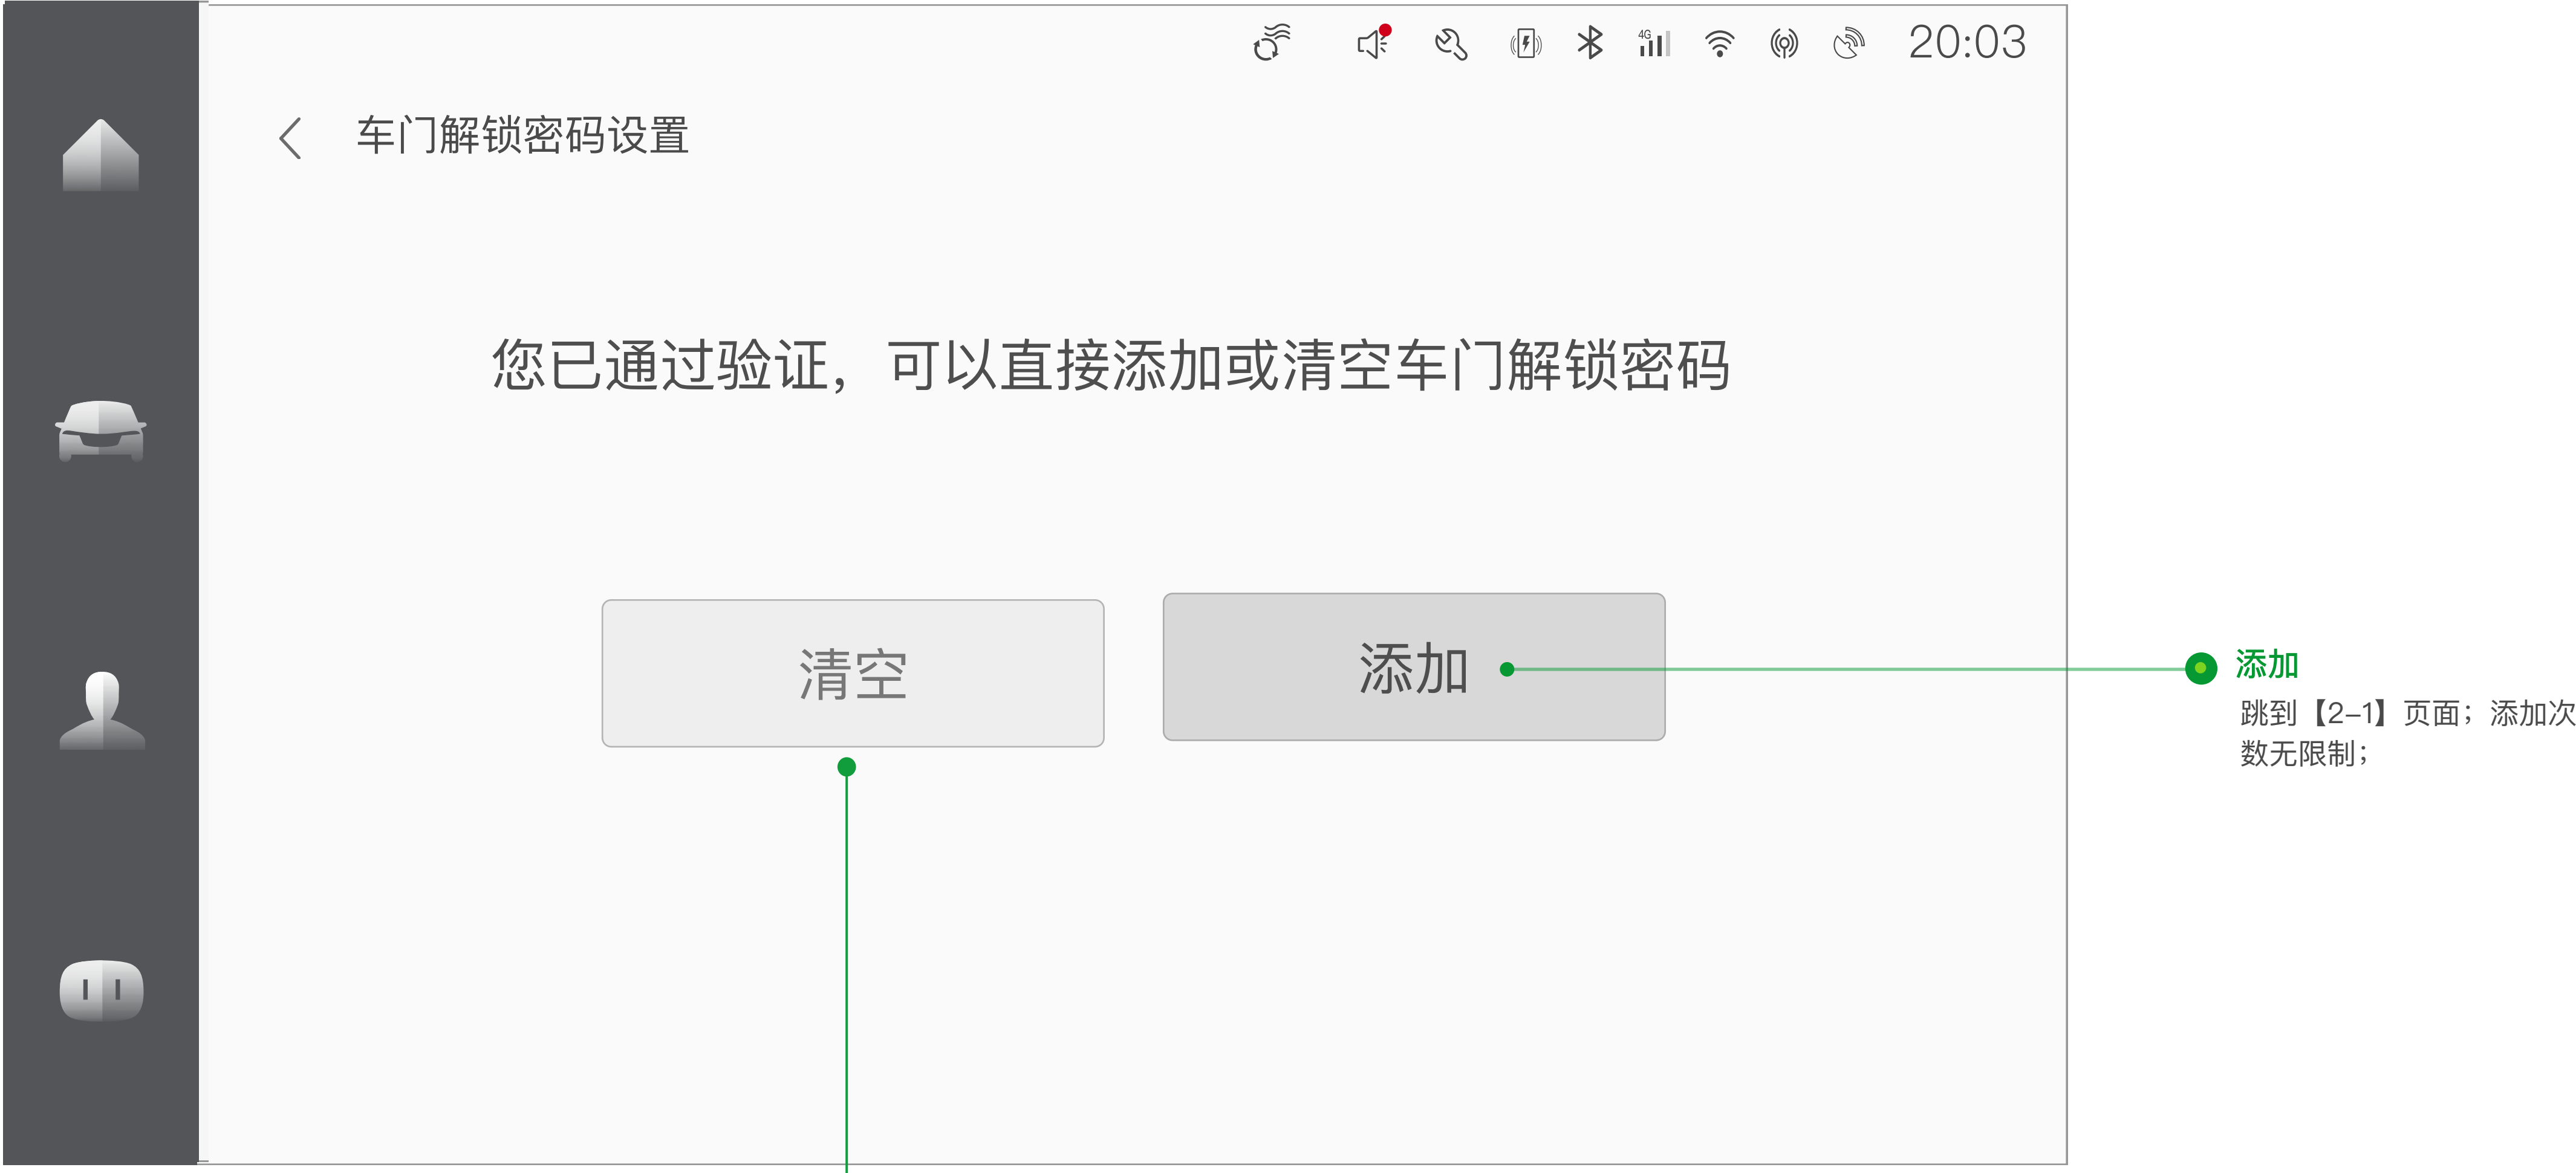 4G
20:03
车门解锁密码设置
您已通过验证，可以直接添加或清空车门解锁密码
清空
添加
添加
跳到【2-1】页面；添加次
数无限制；